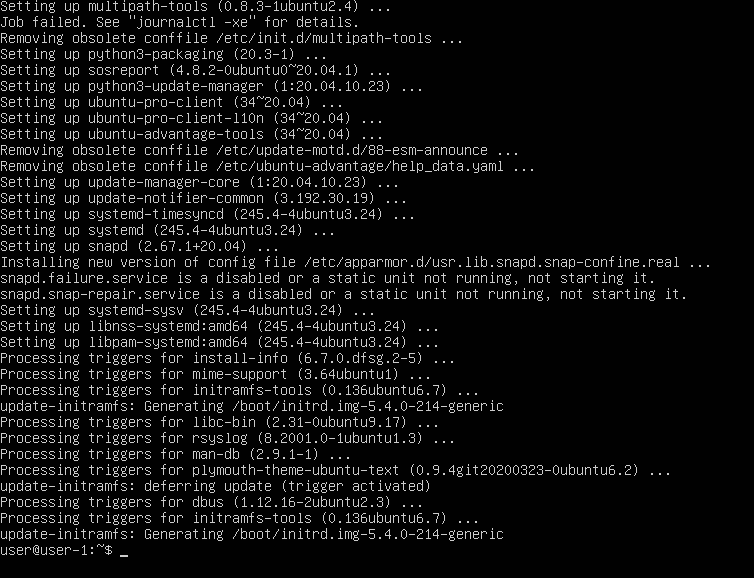 Setting up multipath-tools (0.8.3-1ubuntu2.4) ...
Job failed. See "journalctl -xe" for details.
Removing obsolete conffile /etc/init.d/multipath-tools ...
Setting up python3-packaging (20.3-1) ...
Setting up sosreport (4.8.2-0ubuntu0~20.04.1) ...
Setting up python3-update-manager (1:20.04.10.23) ...
Setting up ubuntu-pro-client (34~20.04) ...
Setting up ubuntu-pro-client-l10n (34~20.04) ...
Setting up ubuntu-advantage-tools (34~20.04) ...
Removing obsolete conffile /etc/update-motd.d/88-esm-announce ...
Removing obsolete conffile /etc/ubuntu-advantage/help_data.yaml ...
Setting up update-manager-core (1:20.04.10.23) ...
Setting up update-notifier-common (3.192.30.19) ...
Setting up systemd-timesyncd (245.4-4ubuntu3.24) ...
Setting up systemd (245.4-4ubuntu3.24) ...
Setting up snapd (2.67.1+20.04) ...
Installing new version of config file /etc/apparmor.d/usr.lib.snapd.snap-confine.real ...
snapd.failure.service is a disabled or a static unit not running, not starting it.
snapd.snap-repair.service is a disabled or a static unit not running, not starting it.
Setting up systemd-sysv (245.4-4ubuntu3.24) ...
Setting up libnss-systemd:amd64 (245.4-4ubuntu3.24) ...
Setting up libpam-systemd:amd64 (245.4-4ubuntu3.24) ...
Processing triggers for install-info (6.7.0.dfsg.2-5) ...
Processing triggers for mime-support (3.64ubuntu1) ...
Processing triggers for initramfs-tools (0.136ubuntu6.7) ...
update-initramfs: Generating /boot/initrd.img-5.4.0-214-generic
Processing triggers for libc-bin (2.31-0ubuntu9.17) ...
Processing triggers for rsyslog (8.2001.0-1ubuntu1.3) ...
Processing triggers for man-db (2.9.1-1) ...
Processing triggers for plymouth-theme-ubuntu-text (0.9.4git20200323-0ubuntu6.2) ...
update-initramfs: deferring update (trigger activated)
Processing triggers for dbus (1.12.16-2ubuntu2.3) ...
Processing triggers for initramfs-tools (0.136ubuntu6.7) ...
update-initramfs: Generating /boot/initrd.img-5.4.0-214-generic
user@user-1:~$ _